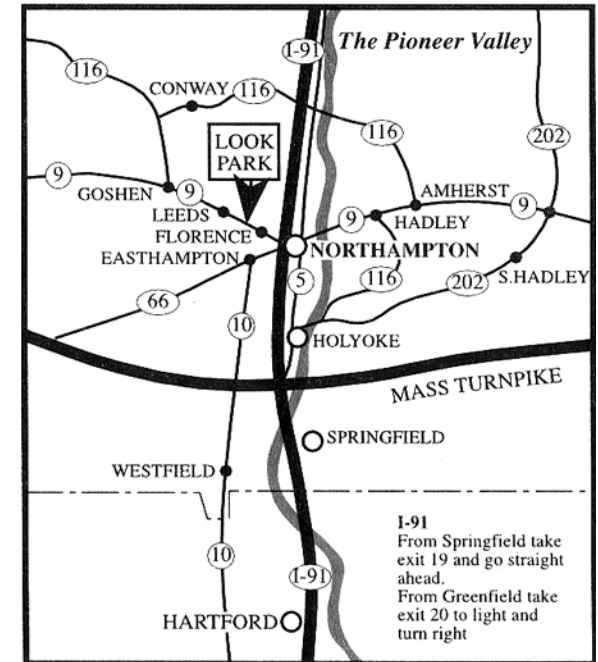 I-91
The Pioneer Valley
116
CONWAY
116
LOOK
PARK
116
202
9
GOSHEN
9
AMHERST
9
LEEDS
9
HADLEY
FLORENCE
NORTHAMPTON
EASTHAMPTON
5
116
202
S.HADLEY
66
10
HOLYOKE
MASS TURNPIKE
SPRINGFIELD
WESTFIELD
I-91
From Springfield take
exit 19 and go straight
ahead.
From Greenfield take
exit 20 to light and
turn right
10
I-91
HARTFORD